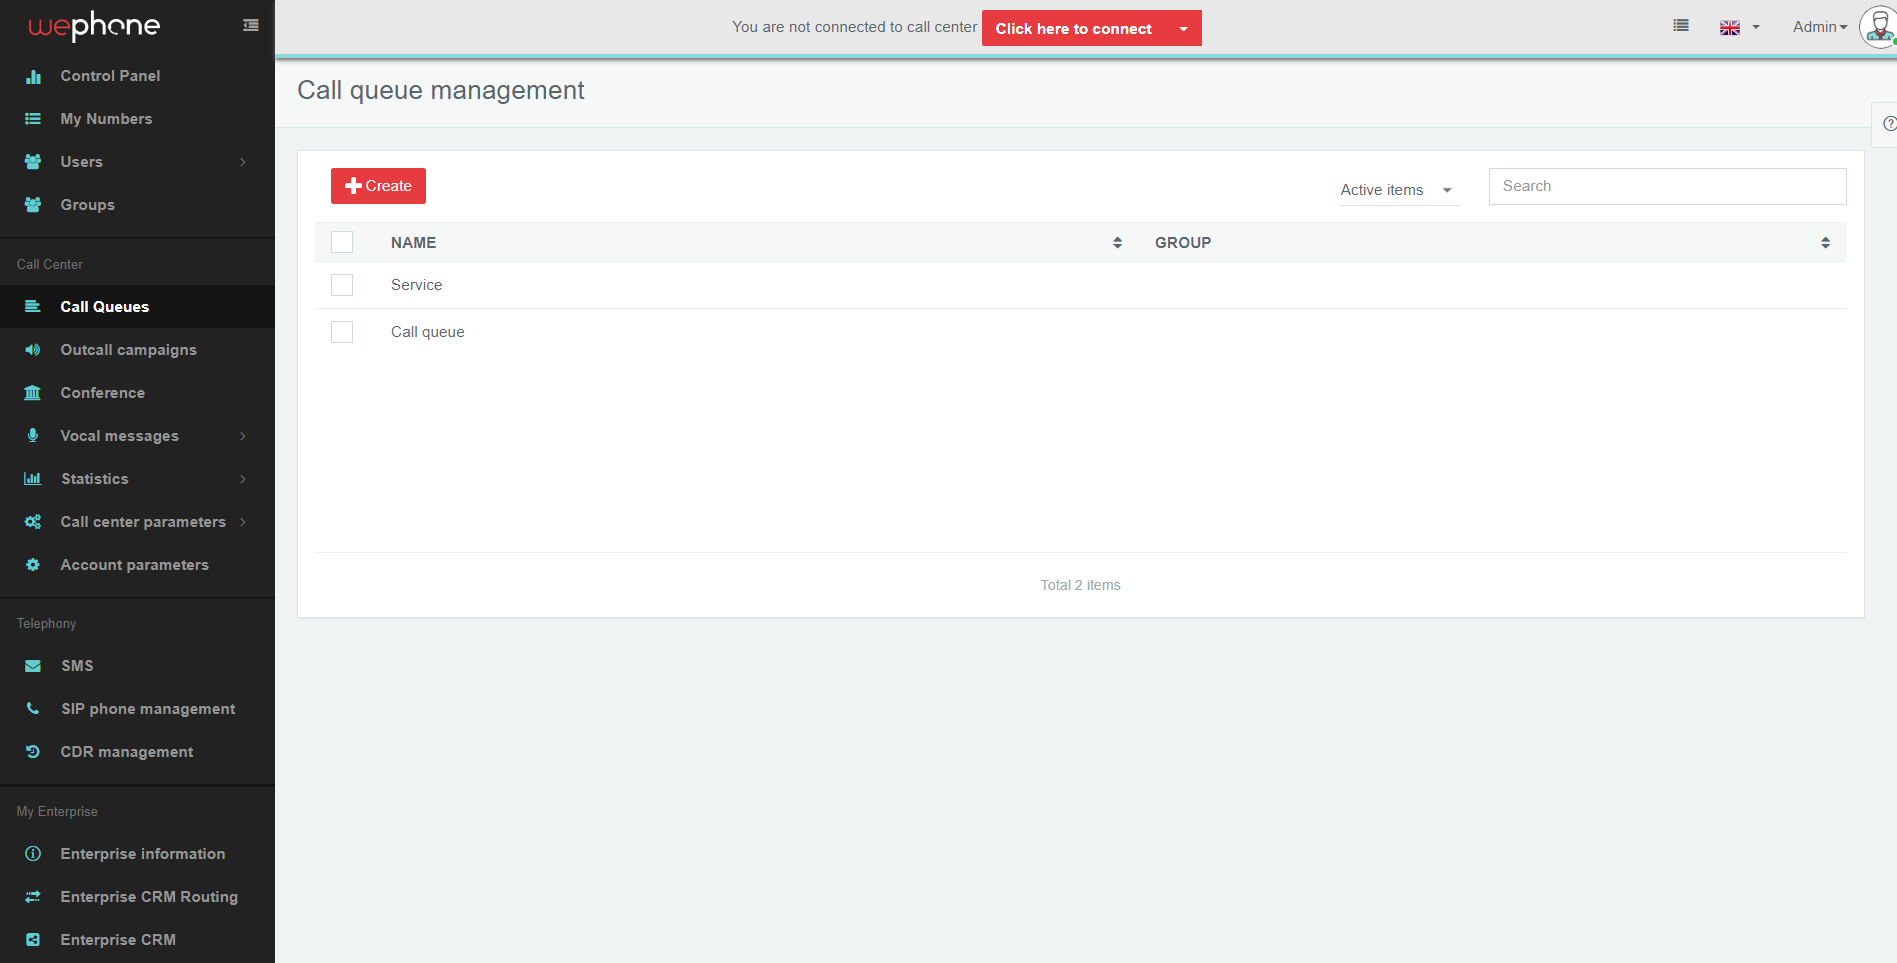 wephone
You are not connected to call center
Click here to connect
Admin
Control Panel
My Numbers
Users
Groups
Call Center
Call Queues
Outcall campaigns
Conference
Vocal messages
Statistics
Call center parameters
Account parameters
Telephony
SMS
SIP phone management
CDR management
My Enterprise
Enterprise information
Enterprise CRM Routing
Enterprise CRM
Call queue management
Create
Active items
Search
NAME
GROUP
Service
Call queue
Total 2 items